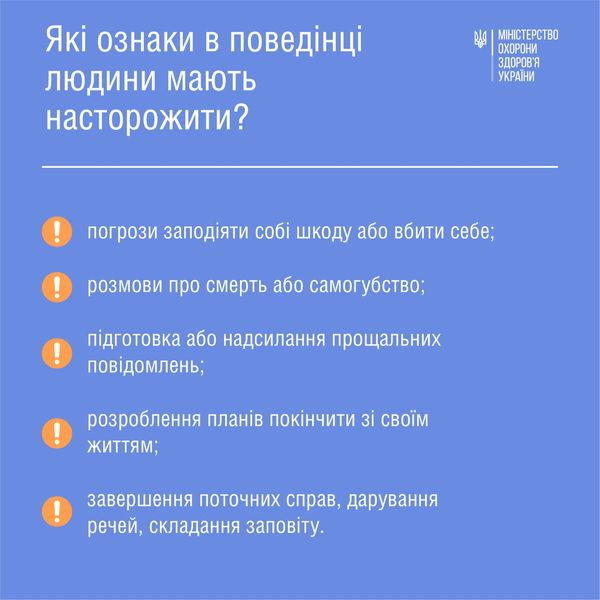 Які ознаки в поведінці
людини мають
насторожити?
МІНІСТЕРСТВО
ОХОРОНИ
ЗДОРОВ'Я
УКРАЇНИ
погрози заподіяти собі шкоду або вбити себе;
розмови про смерть або самогубство;
підготовка або надсилання прощальних
повідомлень;
розроблення планів покінчити зі своїм
життям;
завершення поточних справ, дарування
речей, складання заповіту.